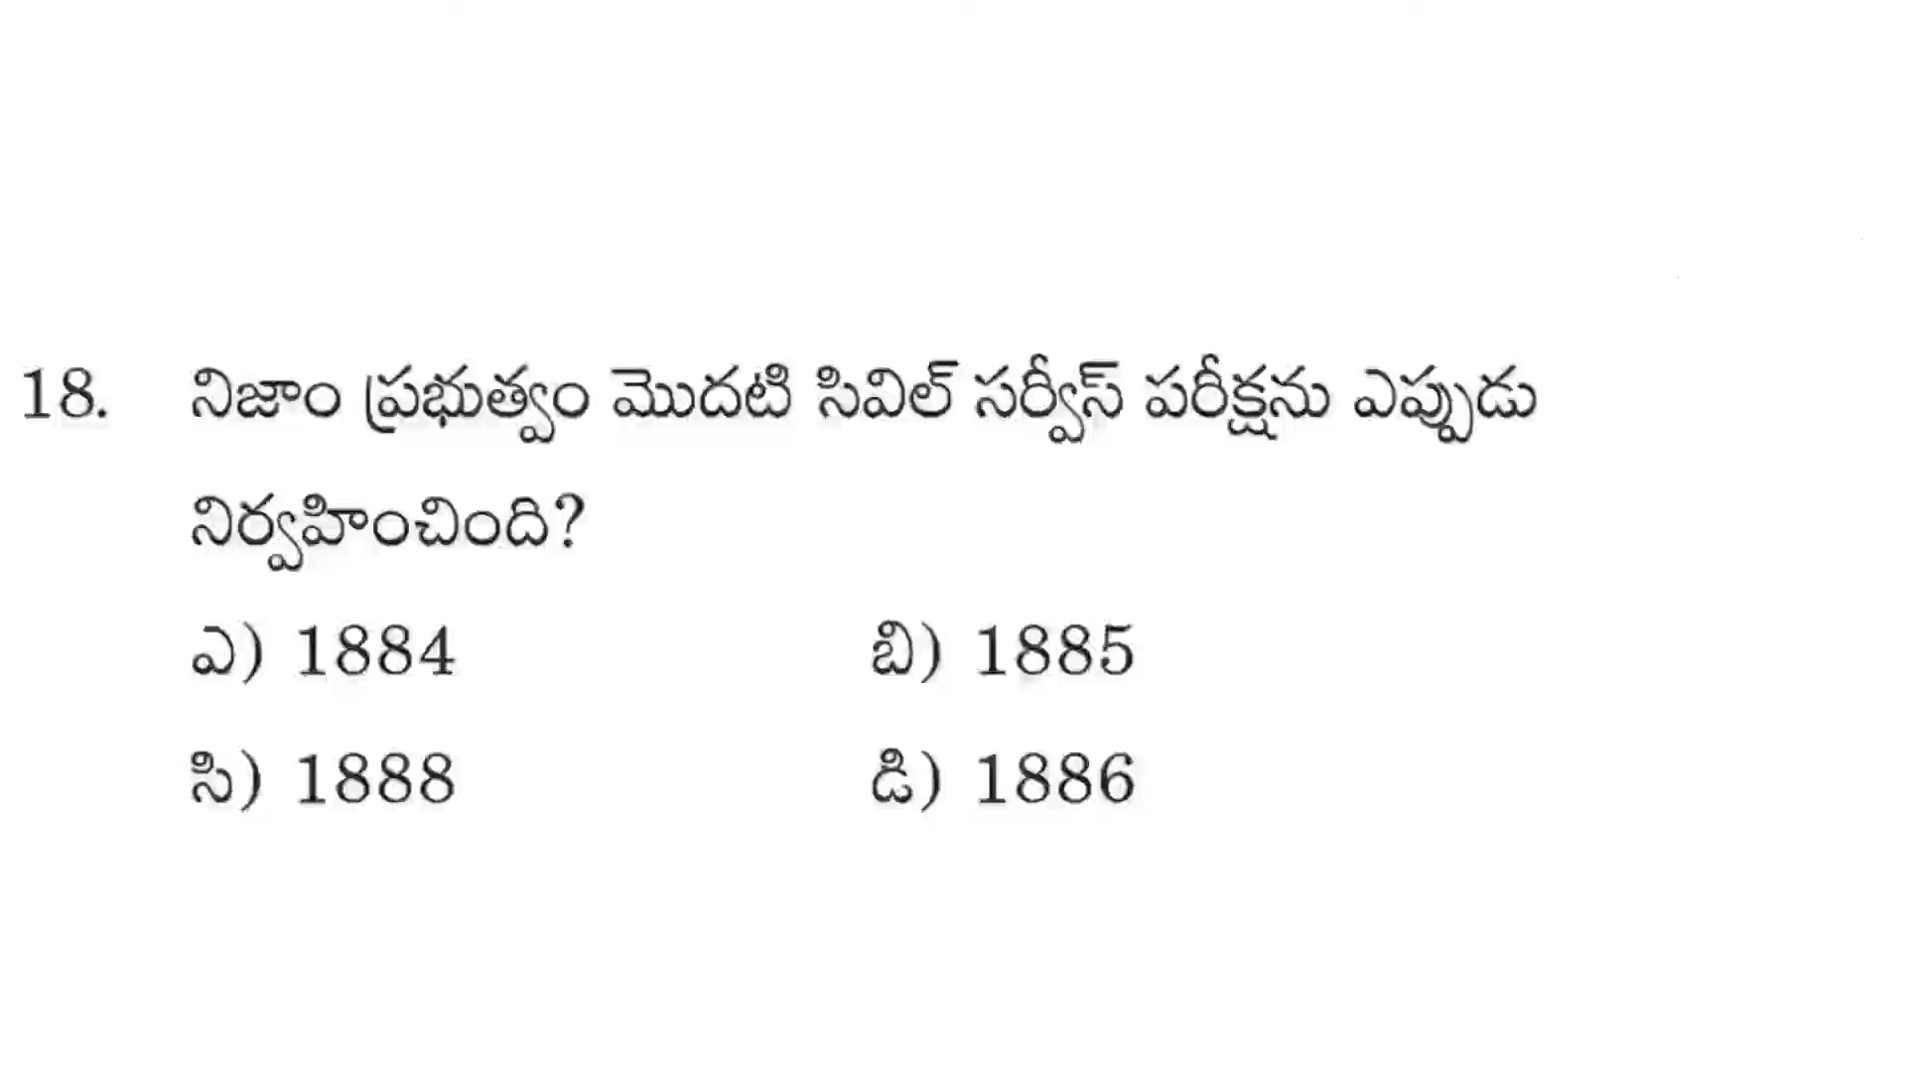 18. నిజాం ప్రభుత్వం మొదటి సివిల్ సర్వీస్ పరీక్షను ఎప్పుడు
నిర్వహించింది?
ఎ) 1884 బి) 1885
సి) 1888 డి) 1886